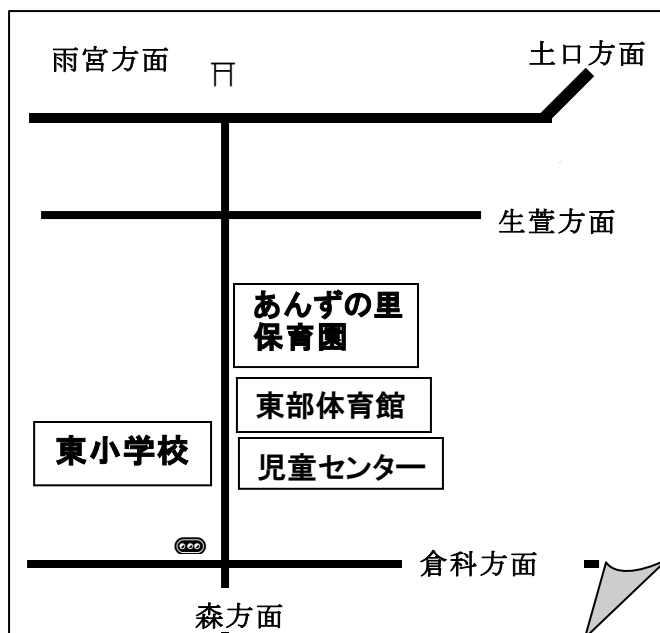 雨宮方面
土口方面
生萱方面
あんずの里
保育園
東部体育館
東小学校
児童センター
倉科方面
森方面